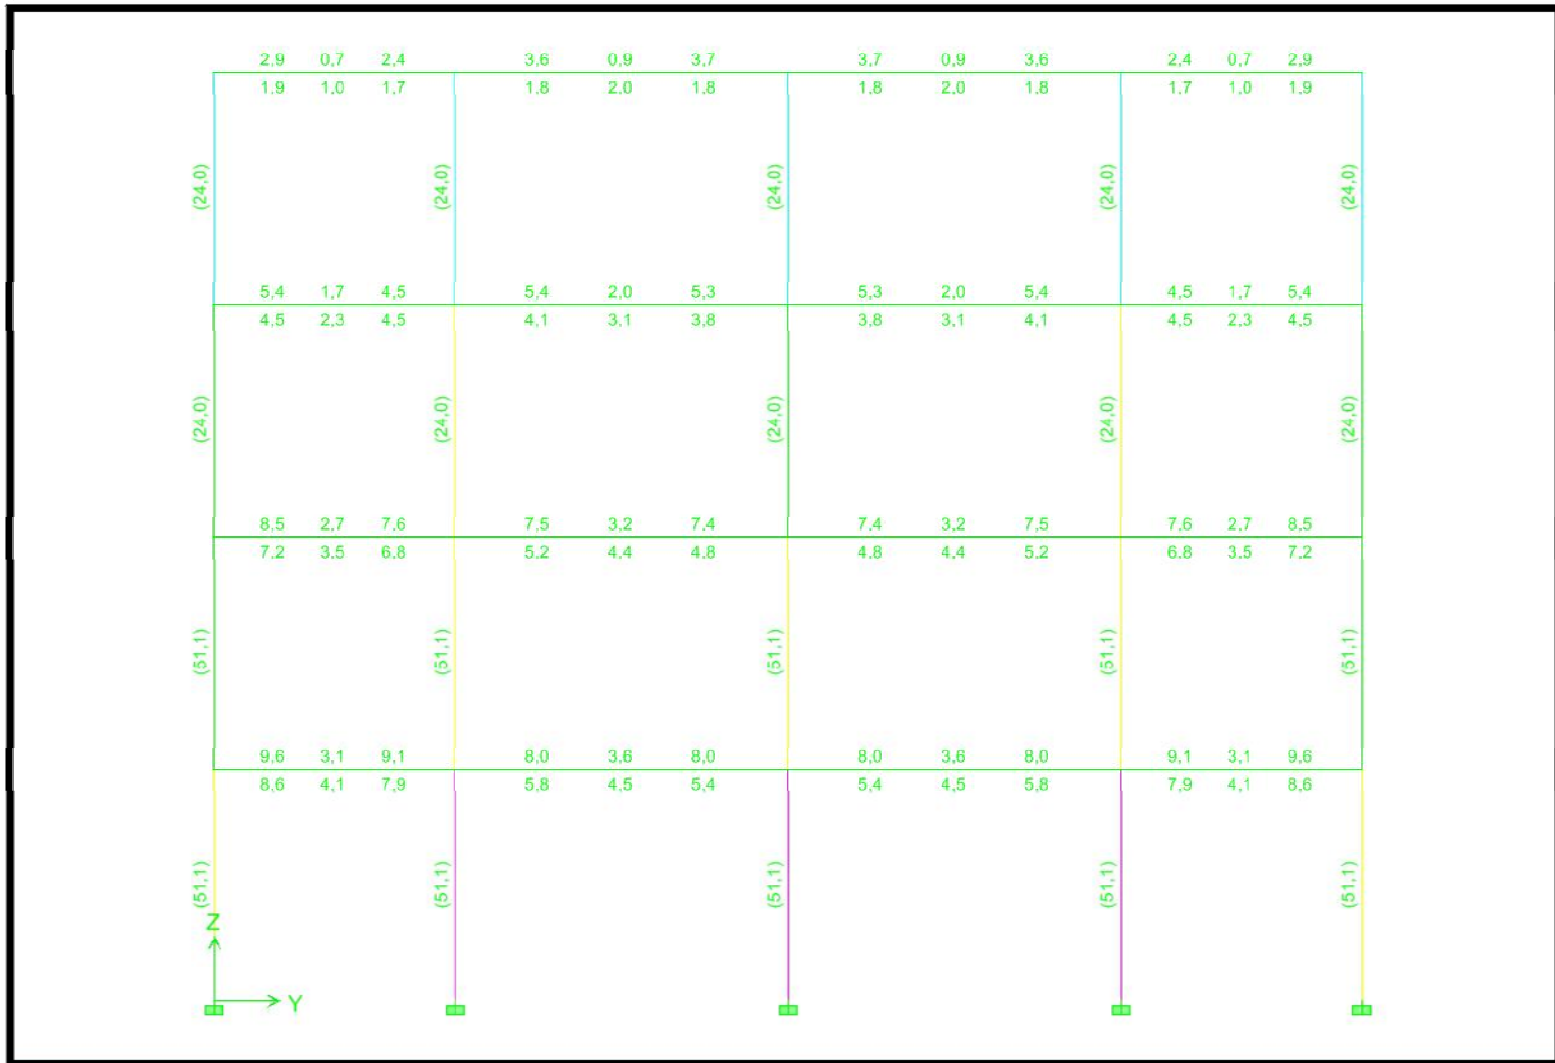 2,9 0,7 2,4 3,6 0,9 3,7 3,7 0,9 3,6 2,4 0,7 2,9
1,9 1,0 1,7 1,8 2,0 1,8 1,8 2,0 1,8 1,7 1,0 1,9
(24,0) (24,0) (24,0) (24,0) (24,0)
5,4 1,7 4,5 5,4 2,0 5,3 5,3 2,0 5,4 4,5 1,7 5,4
4,5 2,3 4,5 4,1 3,1 3,8 3,8 3,1 4,1 4,5 2,3 4,5
(24,0) (24,0) (24,0) (24,0) (24,0)
8,5 2,7 7,6 7,5 3,2 7,4 7,4 3,2 7,5 7,6 2,7 8,5
7,2 3,5 6,8 5,2 4,4 4,8 4,8 4,4 5,2 6,8 3,5 7,2
(51,1) (51,1) (51,1) (51,1) (51,1)
9,6 3,1 9,1 8,0 3,6 8,0 8,0 3,6 8,0 9,1 3,1 9,6
8,6 4,1 7,9 5,8 4,5 5,4 5,4 4,5 5,8 7,9 4,1 8,6
(51,1) (51,1) (51,1) (51,1) (51,1)
Z
Y